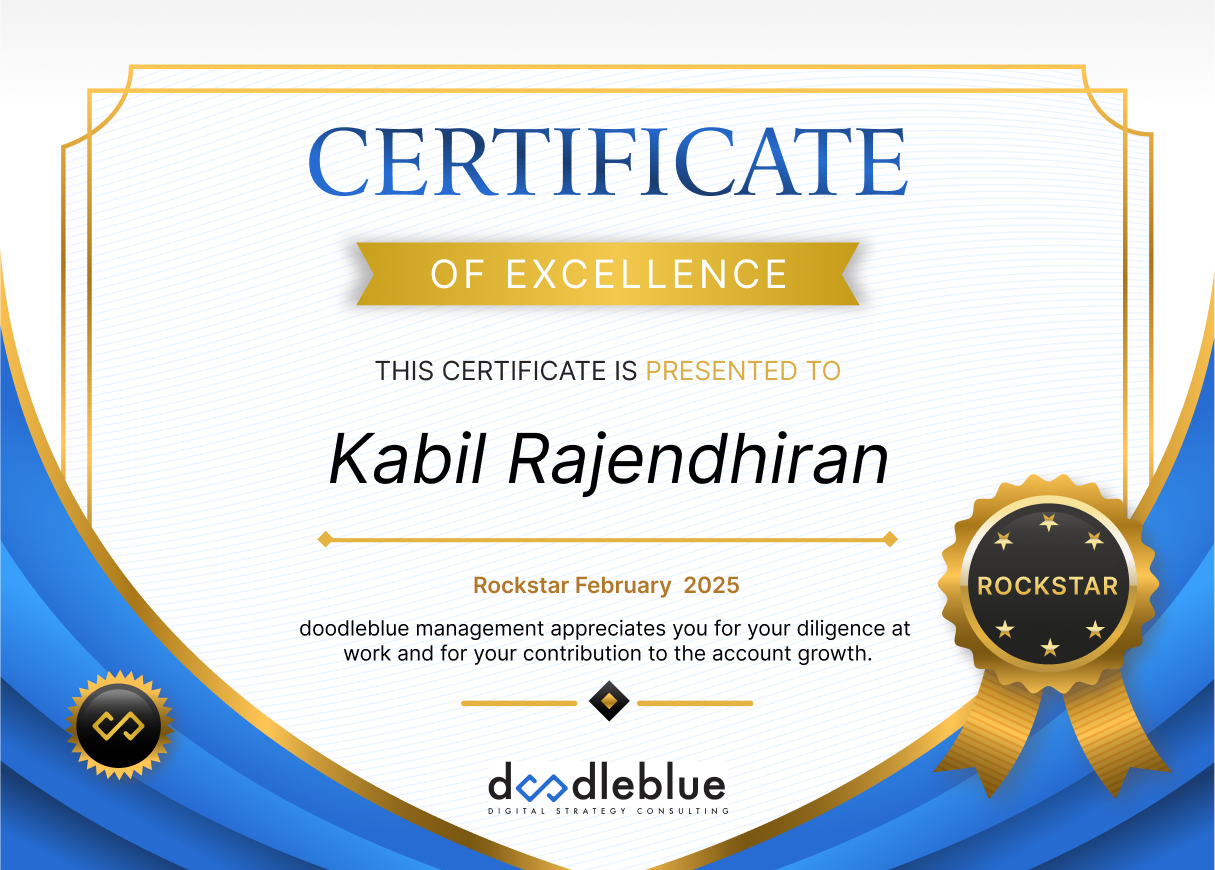 CERTIFICATE
OF EXCELLENCE
THIS CERTIFICATE IS PRESENTED TO
Kabil Rajendhiran
Rockstar February 2025
ROCKSTAR
doodleblue management appreciates you for your diligence at
work and for your contribution to the account growth.
doodleblue
DIGITAL STRATEGY CONSULTING